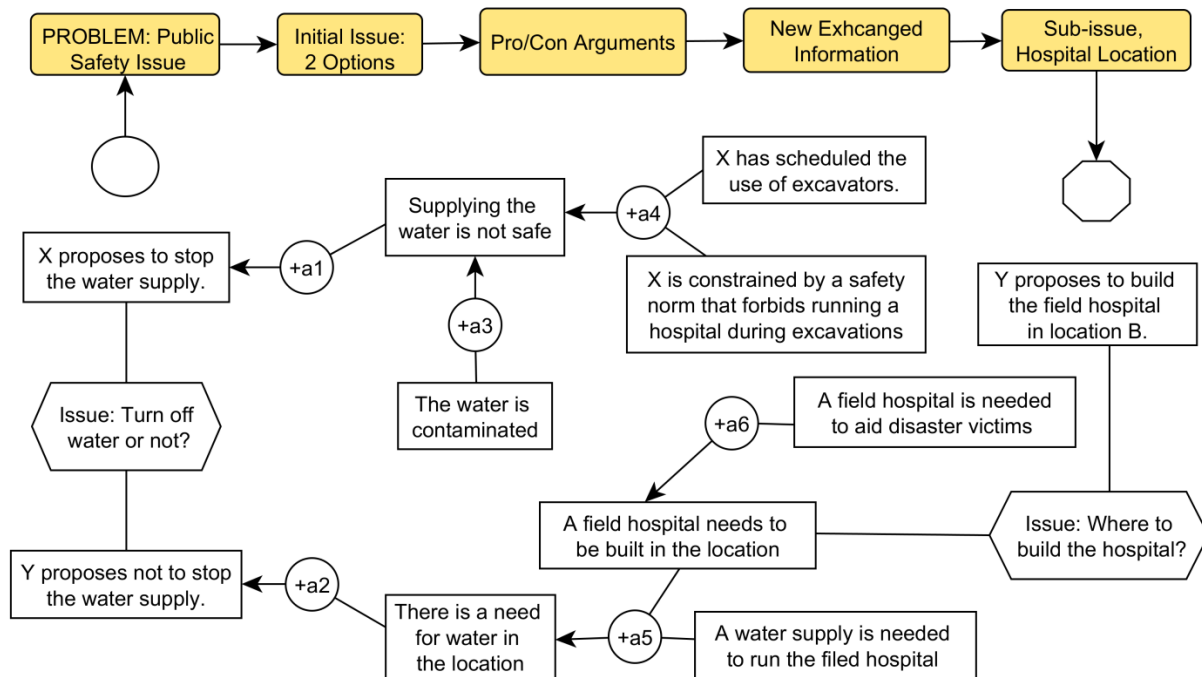 PROBLEM: Public
Safety Issue
Initial Issue:
2 Options
Pro/Con Arguments
New Exhcanged
Information
Sub-issue,
Hospital Location
X has scheduled the
use of excavators.
+a4
Supplying the
water is not safe
X proposes to stop
the water supply.
+a1
X is constrained by a safety
norm that forbids running a
hospital during excavations
Y proposes to build
the field hospital
in location B.
+a3
The water is
contaminated
Issue: Turn off
water or not?
+a6
A field hospital is needed
to aid disaster victims
A field hospital needs to
be built in the location
Issue: Where to
build the hospital?
Y proposes not to stop
the water supply.
+a2
There is a need
for water in
the location
+a5
A water supply is needed
to run the filed hospital